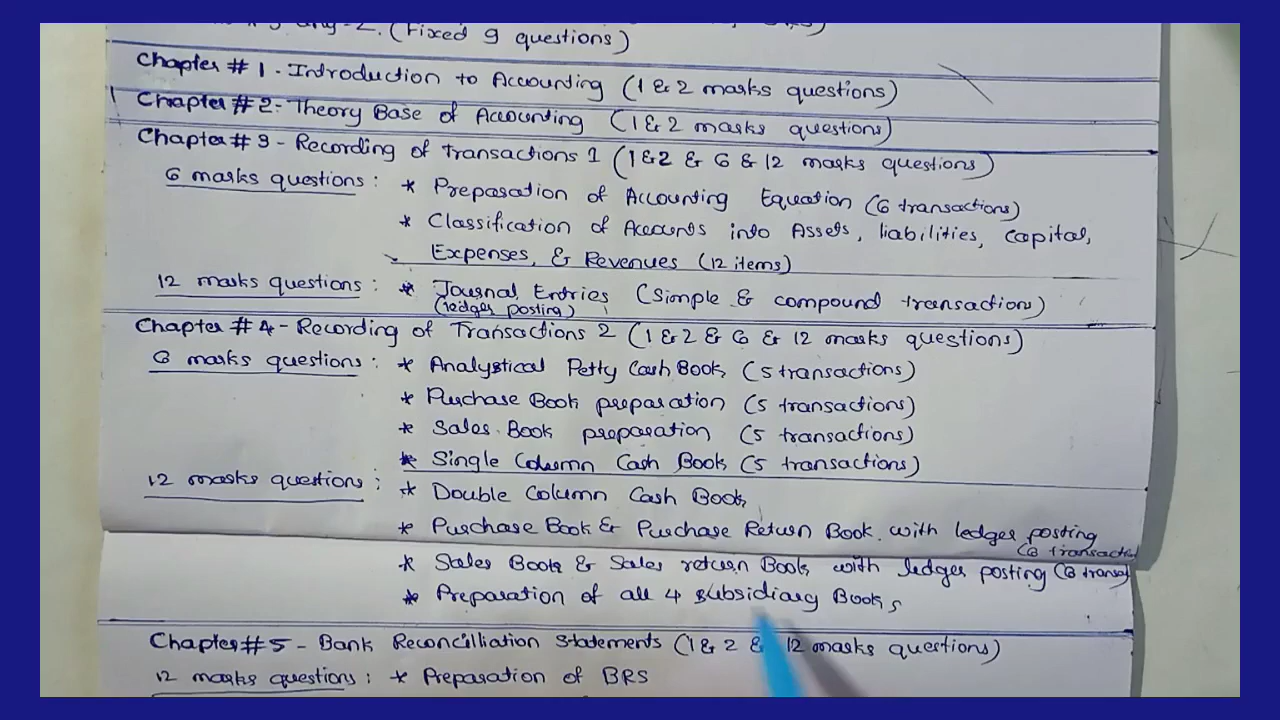 any-2. (Fixed 9 questions)
Chapter # 1. Introduction to Accounting (1 & 2 marks questions)
Chapter # 2 - Theory Base of Accounting (1 & 2 marks questions)
Chapter # 3 - Recording of Transactions 1 (1 & 2 & 6 & 12 marks questions)
6 marks questions : * Preparation of Accounting Equation (6 transactions)
* Classification of Accounts into Assets, liabilities, capital,
Expenses, & Revenues (12 items)
12 marks questions : * Journal Entries (Simple & compound transaction)
(ledger posting)
Chapter # 4 - Recording of Transactions 2 (1 & 2 & 6 & 12 marks questions)
6 marks questions : * Analystical Petty Cash Book (5 transactions)
* Purchase Book preparation (5 transactions)
* Sales Book preparation (5 transactions)
* Single Column Cash Book (5 transactions)
12 marks questions : * Double Column Cash Book
* Purchase Book & Purchase Return Book with ledger posting
* Sales Book & Sales return Book with ledger posting
* Preparation of all 4 subsidiary Books
Chapter # 5 - Bank Reconcilliation Statements (1 & 2 & 12 marks questions)
12 marks questions : * Preparation of BRS